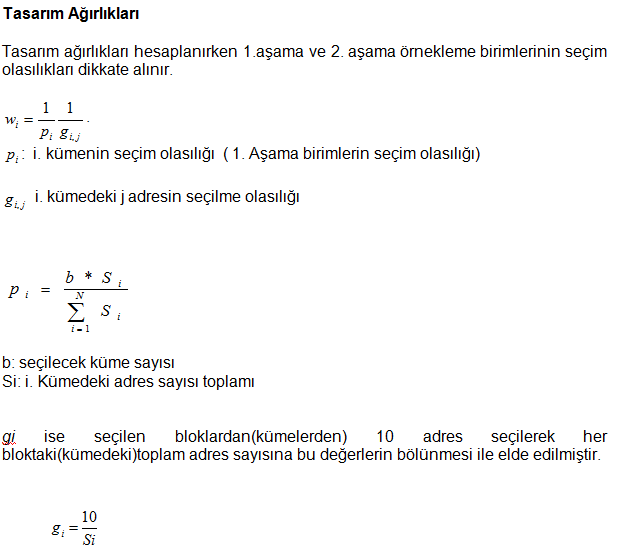 Tasarım Ağırlıkları
Tasarım ağırlıkları hesaplanırken 1.aşama ve 2. aşama örnekleme birimlerinin seçim
olasılıkları dikkate alınır.
w_i = \frac{1}{p_i} \frac{1}{g_{i,j}} .
p_i : i. kümenin seçim olasılığı ( 1. Aşama birimlerin seçim olasılığı)
g_{i,j} i. kümedeki j adresin seçilme olasılığı
p_i = \frac{b * S_i}{\sum_{i=1}^{N} S_i}
b: seçilecek küme sayısı
Si: i. Kümedeki adres sayısı toplamı
gi ise seçilen bloklardan(kümelerden) 10 adres seçilerek her
bloktaki(kümedeki)toplam adres sayısına bu değerlerin bölünmesi ile elde edilmiştir.
g_i = \frac{10}{Si}